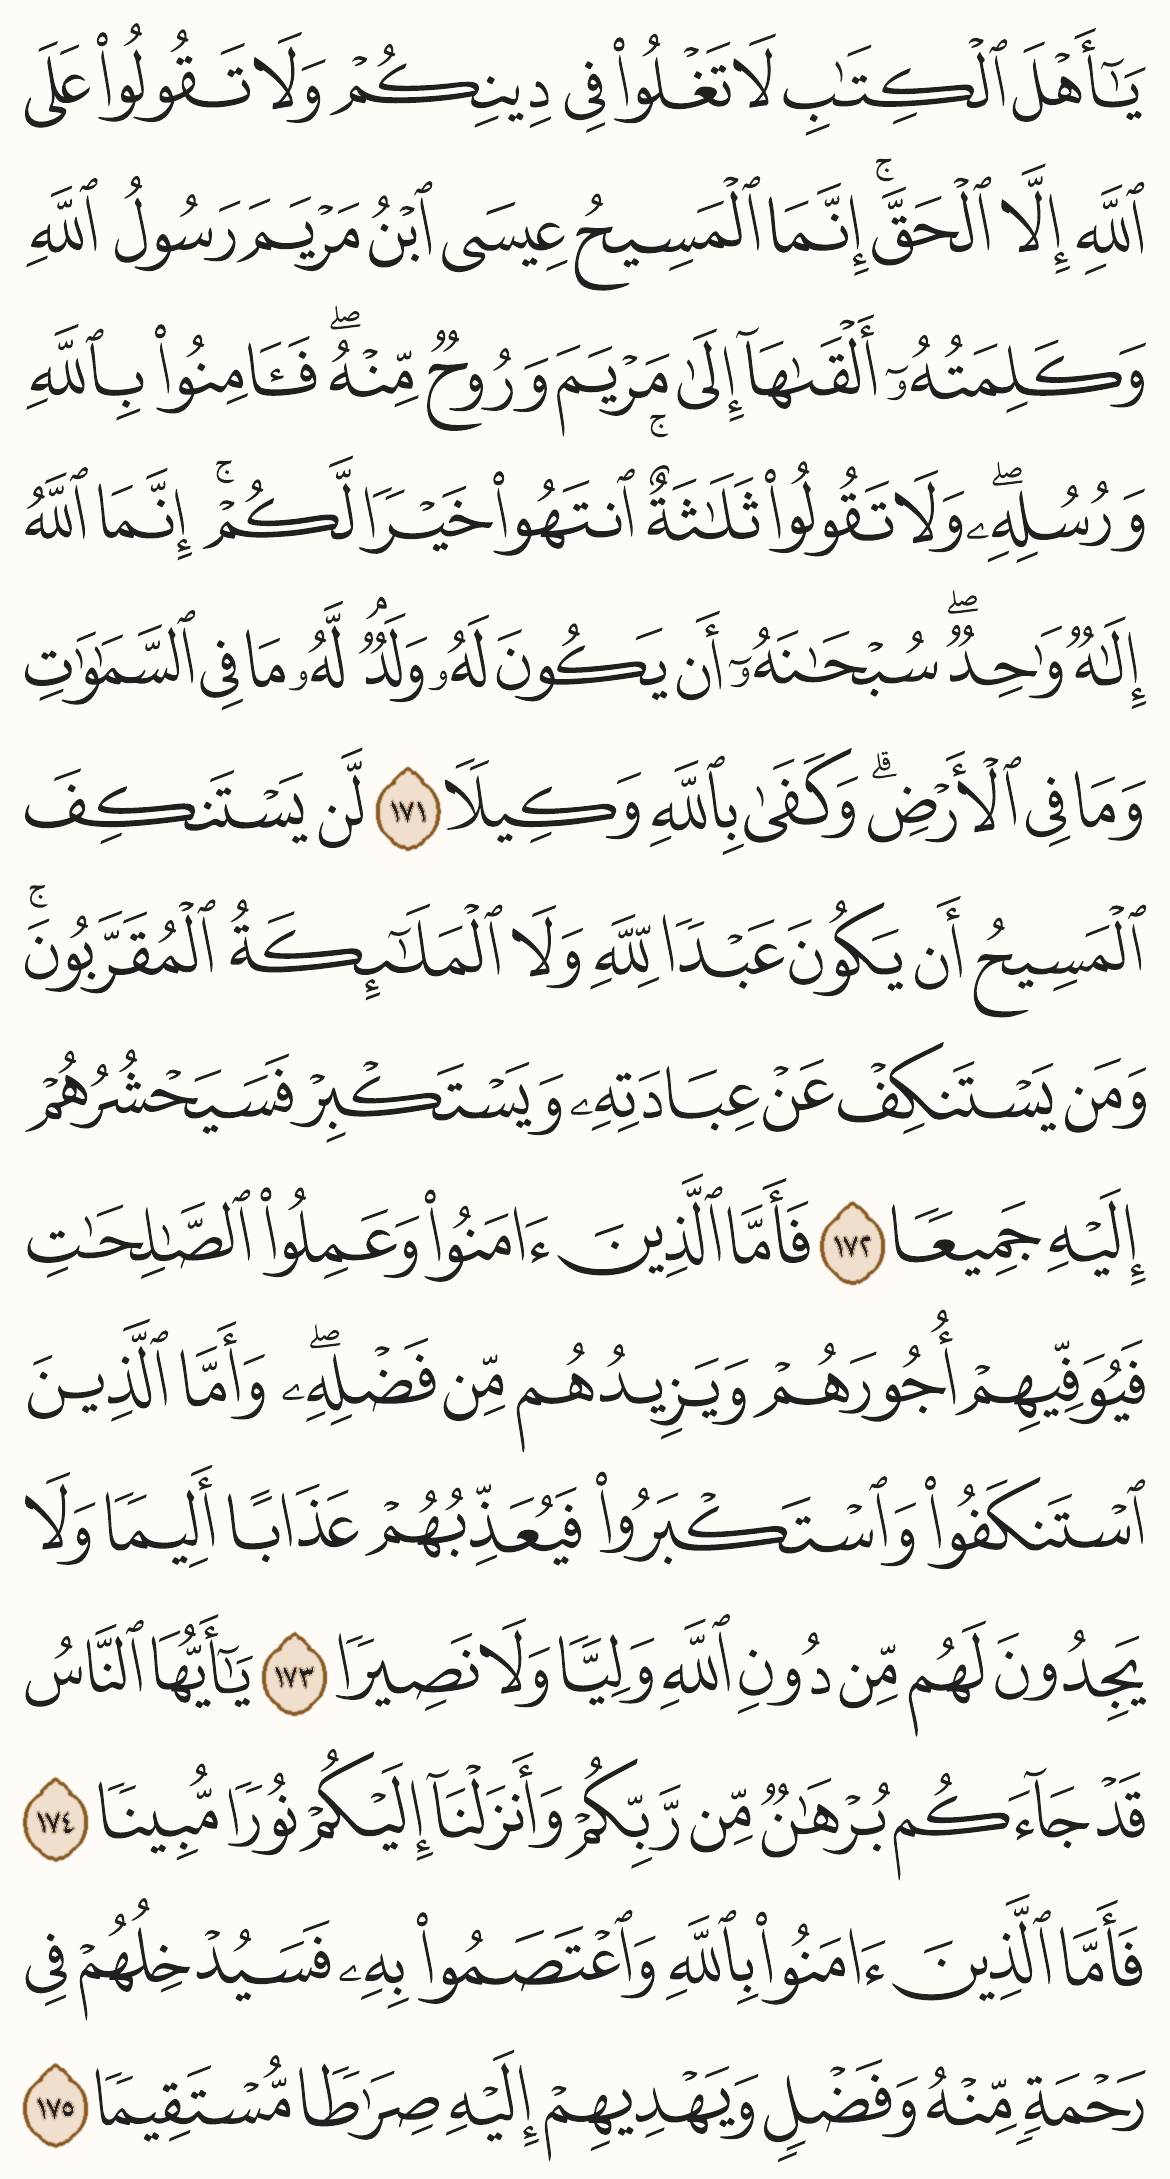 يَـٰٓأَهْلَ ٱلْكِتَـٰبِ لَا تَغْلُوا۟ فِى دِينِكُمْ وَلَا تَقُولُوا۟ عَلَى
ٱللَّهِ إِلَّا ٱلْحَقَّ ۚ إِنَّمَا ٱلْمَسِيحُ عِيسَى ٱبْنُ مَرْيَمَ رَسُولُ ٱللَّهِ
وَكَلِمَتُهُۥٓ أَلْقَىٰهَآ إِلَىٰ مَرْيَمَ وَرُوحٌ مِّنْهُ ۖ فَـَٔامِنُوا۟ بِٱللَّهِ
وَرُسُلِهِۦ ۖ وَلَا تَقُولُوا۟ ثَلَـٰثَةٌ ۚ ٱنتَهُوا۟ خَيْرًا لَّكُمْ ۚ إِنَّمَا ٱللَّهُ
إِلَـٰهٌ وَٰحِدٌ ۖ سُبْحَـٰنَهُۥٓ أَن يَكُونَ لَهُۥ وَلَدٌ ۘ لَّهُۥ مَا فِى ٱلسَّمَـٰوَٰتِ
وَمَا فِى ٱلْأَرْضِ ۗ وَكَفَىٰ بِٱللَّهِ وَكِيلًا ١٧١ لَّن يَسْتَنكِفَ
ٱلْمَسِيحُ أَن يَكُونَ عَبْدًا لِّلَّهِ وَلَا ٱلْمَلَـٰٓئِكَةُ ٱلْمُقَرَّبُونَ ۚ
وَمَن يَسْتَنكِفْ عَنْ عِبَادَتِهِۦ وَيَسْتَكْبِرْ فَسَيَحْشُرُهُمْ
إِلَيْهِ جَمِيعًا ١٧٢ فَأَمَّا ٱلَّذِينَ ءَامَنُوا۟ وَعَمِلُوا۟ ٱلصَّـٰلِحَـٰتِ
فَيُوَفِّيهِمْ أُجُورَهُمْ وَيَزِيدُهُم مِّن فَضْلِهِۦ ۖ وَأَمَّا ٱلَّذِينَ
ٱسْتَنكَفُوا۟ وَٱسْتَكْبَرُوا۟ فَيُعَذِّبُهُمْ عَذَابًا أَلِيمًا وَلَا
يَجِدُونَ لَهُم مِّن دُونِ ٱللَّهِ وَلِيًّا وَلَا نَصِيرًا ١٧٣ يَـٰٓأَيُّهَا ٱلنَّاسُ
قَدْ جَآءَكُم بُرْهَـٰنٌ مِّن رَّبِّكُمْ وَأَنزَلْنَآ إِلَيْكُمْ نُورًا مُّبِينًا ١٧٤
فَأَمَّا ٱلَّذِينَ ءَامَنُوا۟ بِٱللَّهِ وَٱعْتَصَمُوا۟ بِهِۦ فَسَيُدْخِلُهُمْ فِى
رَحْمَةٍ مِّنْهُ وَفَضْلٍ وَيَهْدِيهِمْ إِلَيْهِ صِرَٰطًا مُّسْتَقِيمًا ١٧٥